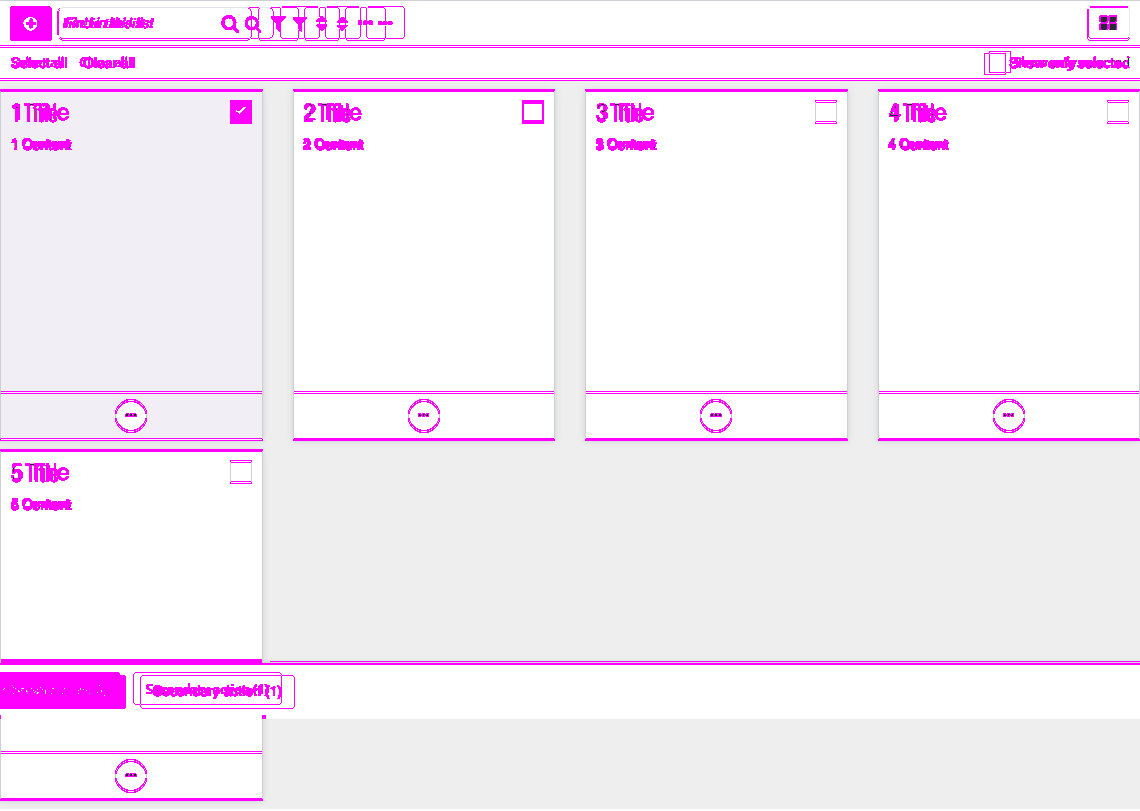 Find in this list
Select all Clear all Show only selected
1 Title
1 Content
2 Title
2 Content
3 Title
3 Content
4 Title
4 Content
5 Title
5 Content
Secondary action (1)